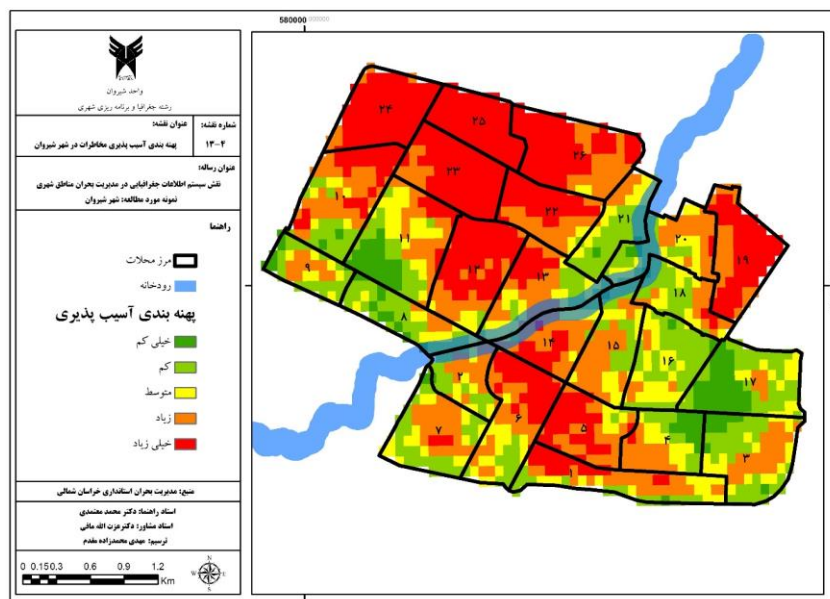 واحد شیروان
رشته جغرافیا و برنامه ریزی شهری
شماره نقشه:
۱۳-۴
عنوان نقشه:
پهنه بندی آسیب پذیری مخاطرات در شهر شیروان
عنوان رساله:
نقش سیستم اطلاعات جغرافیایی در مدیریت بحران مناطق شهری
نمونه مورد مطالعه: شهر شیروان
راهنما
مرز محلات
رودخانه
پهنه بندی آسیب پذیری
خیلی کم
کم
متوسط
زیاد
خیلی زیاد
منبع: مدیریت بحران استانداری خراسان شمالی
استاد راهنما: دکتر محمد معتمدی
استاد مشاور: دکتر عزت الله مافی
ترسیم: مهدی محمدزاده مقدم
0 0.15 0.3 0.6 0.9 1.2
Km
N
W E
S
580000
۲۴
۲۵
۲۶
۲۳
۲۲
۱۰
۲۱
۱۱
۲۰
۱۹
۹
۱۲
۱۳
۱۸
۸
۱۴
۱۵
۱۶
۱۷
۲
۶
۷
۵
۴
۳
۱